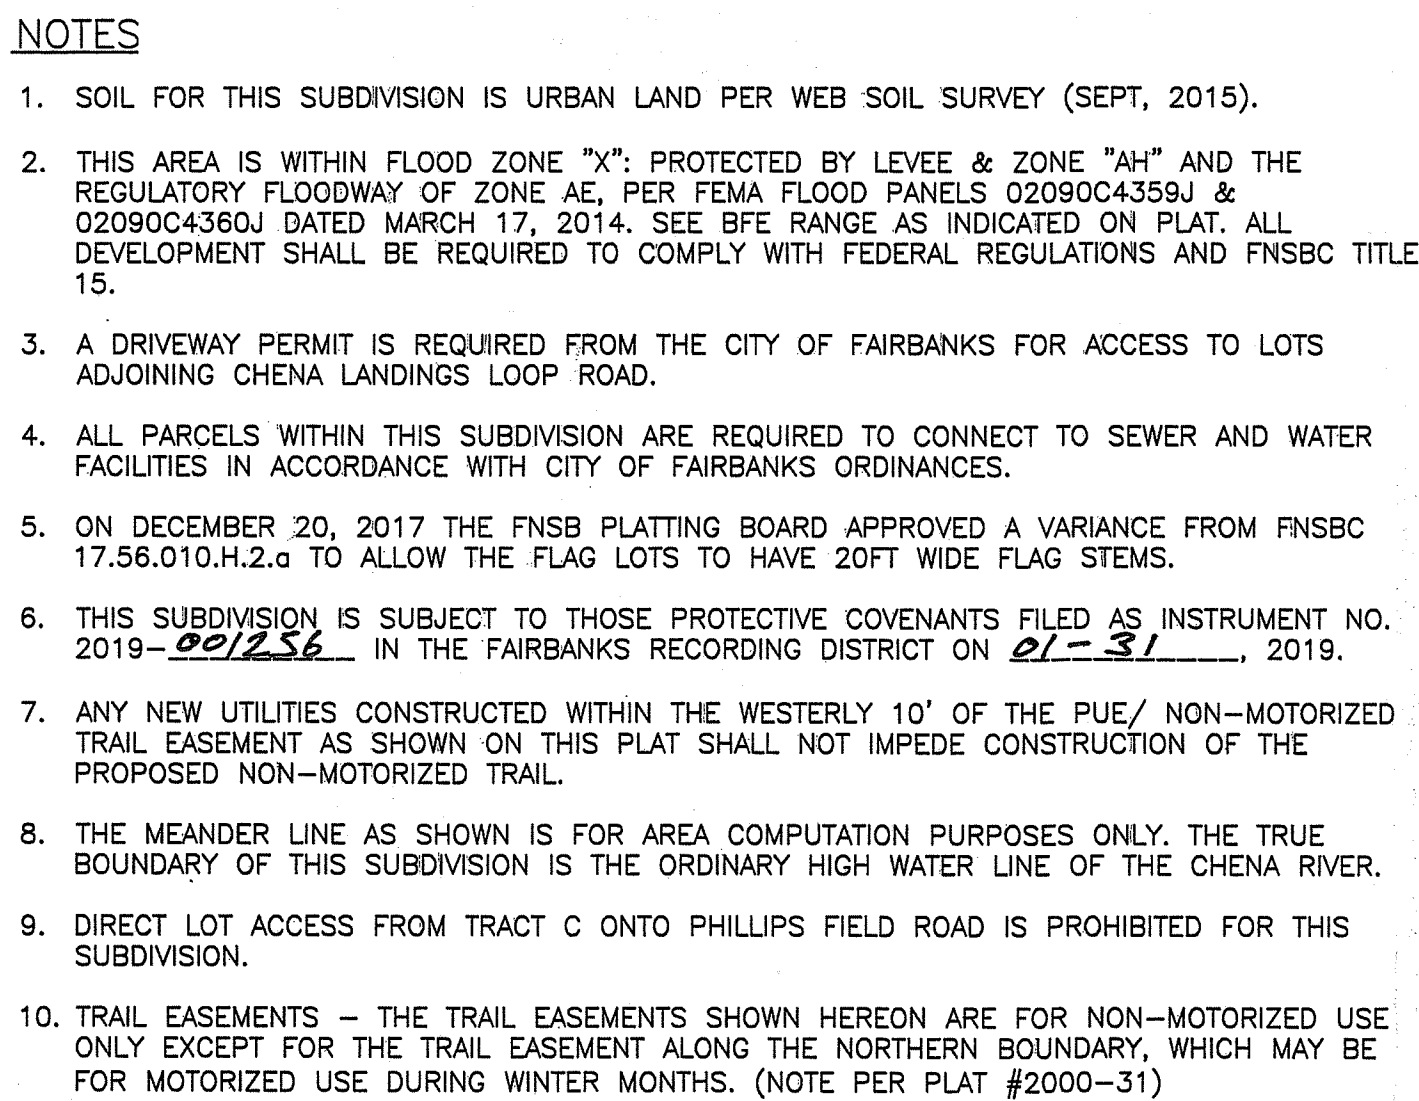 NOTES
1. SOIL FOR THIS SUBDIVISION IS URBAN LAND PER WEB SOIL SURVEY (SEPT, 2015).
2. THIS AREA IS WITHIN FLOOD ZONE "X": PROTECTED BY LEVEE & ZONE "AH" AND THE
REGULATORY FLOODWAY OF ZONE AE, PER FEMA FLOOD PANELS 02090C4359J &
02090C4360J DATED MARCH 17, 2014. SEE BFE RANGE AS INDICATED ON PLAT. ALL
DEVELOPMENT SHALL BE REQUIRED TO COMPLY WITH FEDERAL REGULATIONS AND FNSBC TITLE
15.
3. A DRIVEWAY PERMIT IS REQUIRED FROM THE CITY OF FAIRBANKS FOR ACCESS TO LOTS
ADJOINING CHENA LANDINGS LOOP ROAD.
4. ALL PARCELS WITHIN THIS SUBDIVISION ARE REQUIRED TO CONNECT TO SEWER AND WATER
FACILITIES IN ACCORDANCE WITH CITY OF FAIRBANKS ORDINANCES.
5. ON DECEMBER 20, 2017 THE FNSB PLATTING BOARD APPROVED A VARIANCE FROM FNSBC
17.56.010.H.2.a TO ALLOW THE FLAG LOTS TO HAVE 20FT WIDE FLAG STEMS.
6. THIS SUBDIVISION IS SUBJECT TO THOSE PROTECTIVE COVENANTS FILED AS INSTRUMENT NO.
2019-001256 IN THE FAIRBANKS RECORDING DISTRICT ON 01-31, 2019.
7. ANY NEW UTILITIES CONSTRUCTED WITHIN THE WESTERLY 10' OF THE PUE/ NON-MOTORIZED
TRAIL EASEMENT AS SHOWN ON THIS PLAT SHALL NOT IMPEDE CONSTRUCTION OF THE
PROPOSED NON-MOTORIZED TRAIL.
8. THE MEANDER LINE AS SHOWN IS FOR AREA COMPUTATION PURPOSES ONLY. THE TRUE
BOUNDARY OF THIS SUBDIVISION IS THE ORDINARY HIGH WATER LINE OF THE CHENA RIVER.
9. DIRECT LOT ACCESS FROM TRACT C ONTO PHILLIPS FIELD ROAD IS PROHIBITED FOR THIS
SUBDIVISION.
10. TRAIL EASEMENTS - THE TRAIL EASEMENTS SHOWN HEREON ARE FOR NON-MOTORIZED USE
ONLY EXCEPT FOR THE TRAIL EASEMENT ALONG THE NORTHERN BOUNDARY, WHICH MAY BE
FOR MOTORIZED USE DURING WINTER MONTHS. (NOTE PER PLAT #2000-31)